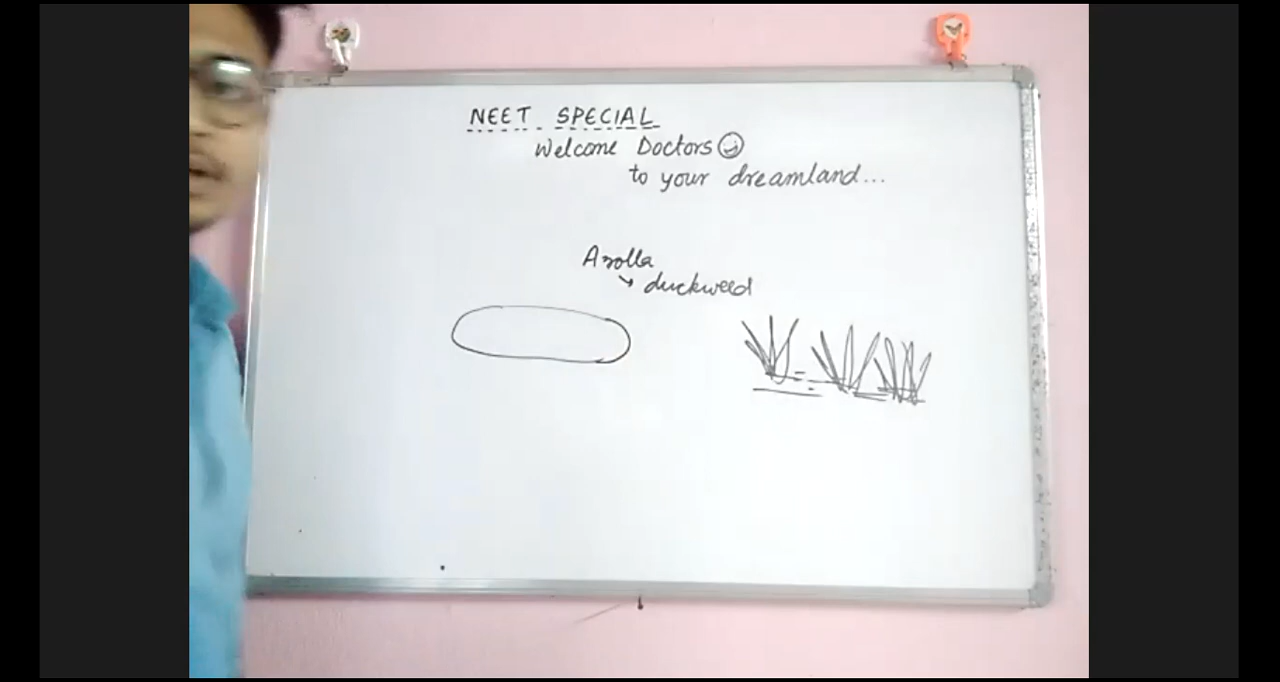 NEET SPECIAL
Welcome Doctors
to your dreamland...
Azolla
↘ duckweed